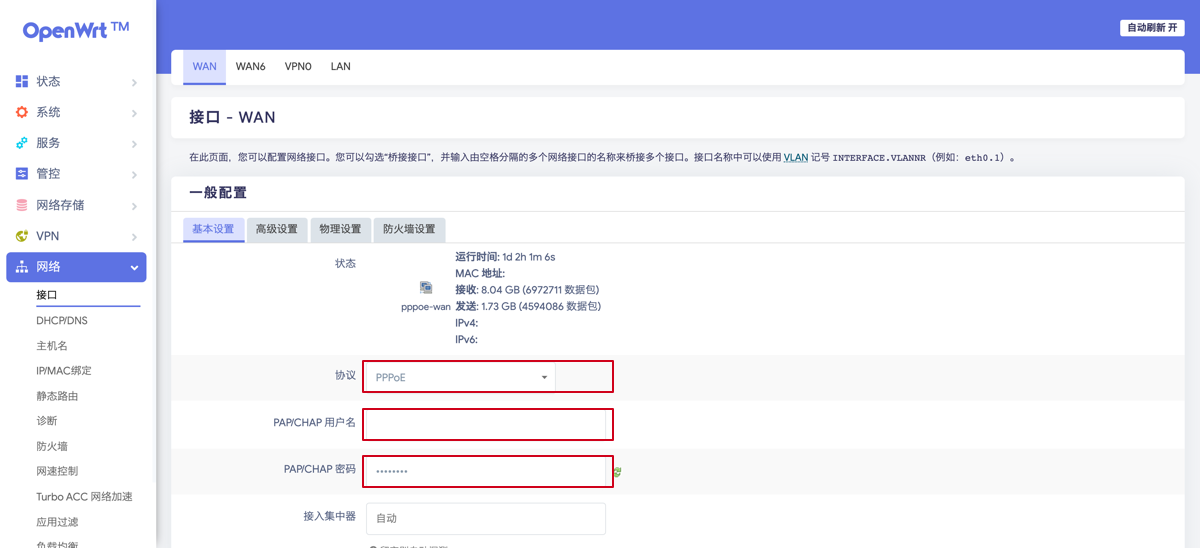 OpenWrt ™
自动刷新 开
WAN
WAN6
VPN0
LAN
状态
系统
服务
管控
网络存储
VPN
网络
接口
DHCP/DNS
主机名
IP/MAC绑定
静态路由
诊断
防火墙
网速控制
Turbo ACC 网络加速
应用过滤
负载均衡
接口 - WAN
在此页面，您可以配置网络接口。您可以勾选“桥接接口”，并输入由空格分隔的多个网络接口的名称来桥接多个接口。接口名称中可以使用 VLAN 记号 INTERFACE.VLANNR（例如：eth0.1）。
一般配置
基本设置
高级设置
物理设置
防火墙设置
状态
pppoe-wan
运行时间: 1d 2h 1m 6s
MAC 地址:
接收: 8.04 GB (6972711 数据包)
发送: 1.73 GB (4594086 数据包)
IPv4:
IPv6:
协议
PPPoE
PAP/CHAP 用户名
PAP/CHAP 密码
••••••••
接入集中器
自动